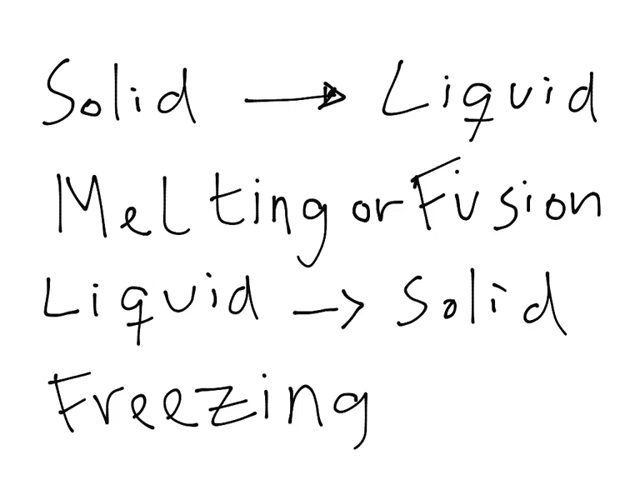 Solid → Liquid
Melting or Fusion
Liquid → Solid
Freezing